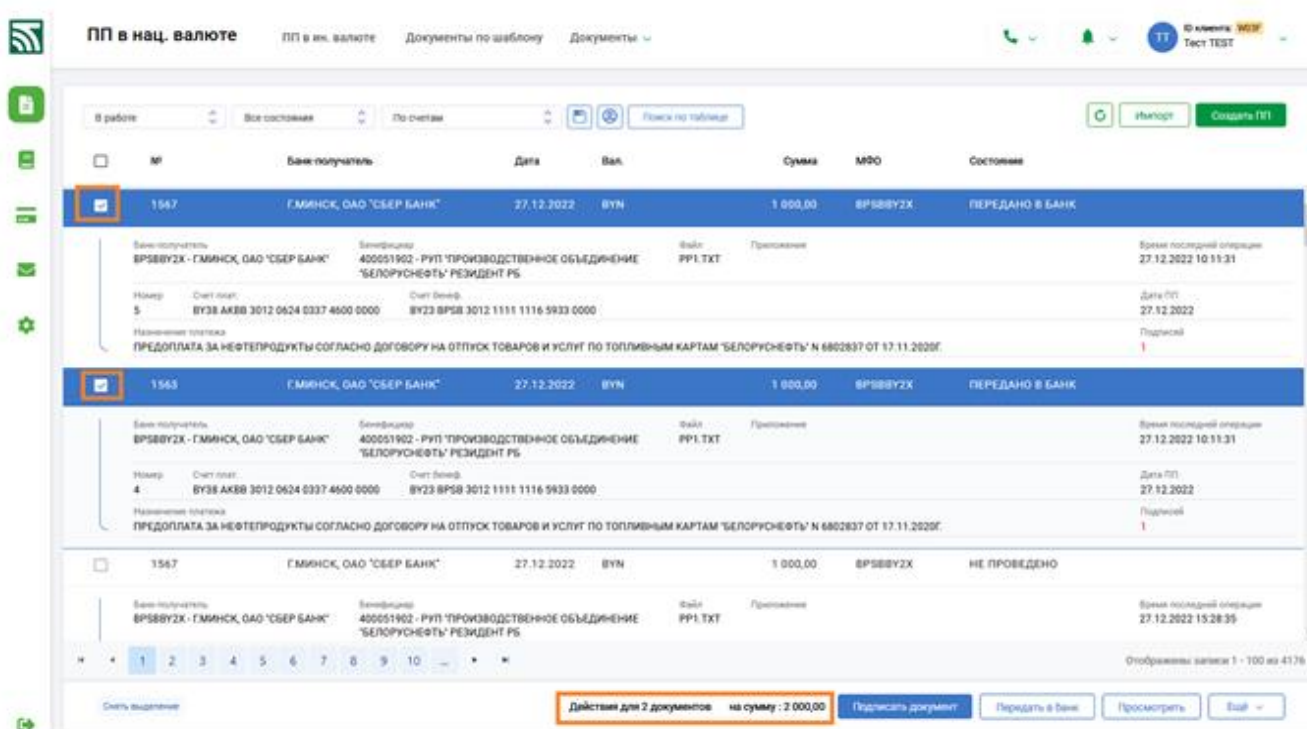 ПП в нац. валюте ПП в ин. валюте Документы по шаблону Документы ID клиента: W03F
ТТ Тест TEST
В работе Все состояния По счетам Поиск по таблице Импорт Создать ПП
№ Банк-получатель Дата Вал. Сумма МФО Состояние
1567 Г.МИНСК, ОАО "СБЕР БАНК" 27.12.2022 BYN 1 000,00 BPSBBY2X ПЕРЕДАНО В БАНК
Банк-получатель Бенефициар Файл Приложение Время последней операции
BPSBBY2X - Г.МИНСК, ОАО "СБЕР БАНК" 400051902 - РУП "ПРОИЗВОДСТВЕННОЕ ОБЪЕДИНЕНИЕ PP1.TXT 27.12.2022 10:11:31
"БЕЛОРУСНЕФТЬ" РЕЗИДЕНТ РБ
Номер Счет плат. Счет бенеф. Дата ПП
5 BY38 AKBB 3012 0624 0337 4600 0000 BY23 BPSB 3012 1111 1116 5933 0000 27.12.2022
Назначение платежа Подписей
ПРЕДОПЛАТА ЗА НЕФТЕПРОДУКТЫ СОГЛАСНО ДОГОВОРУ НА ОТПУСК ТОВАРОВ И УСЛУГ ПО ТОПЛИВНЫМ КАРТАМ "БЕЛОРУСНЕФТЬ" N 6802837 ОТ 17.11.2020Г. 1
1563 Г.МИНСК, ОАО "СБЕР БАНК" 27.12.2022 BYN 1 000,00 BPSBBY2X ПЕРЕДАНО В БАНК
Банк-получатель Бенефициар Файл Приложение Время последней операции
BPSBBY2X - Г.МИНСК, ОАО "СБЕР БАНК" 400051902 - РУП "ПРОИЗВОДСТВЕННОЕ ОБЪЕДИНЕНИЕ PP1.TXT 27.12.2022 10:11:31
"БЕЛОРУСНЕФТЬ" РЕЗИДЕНТ РБ
Номер Счет плат. Счет бенеф. Дата ПП
4 BY38 AKBB 3012 0624 0337 4600 0000 BY23 BPSB 3012 1111 1116 5933 0000 27.12.2022
Назначение платежа Подписей
ПРЕДОПЛАТА ЗА НЕФТЕПРОДУКТЫ СОГЛАСНО ДОГОВОРУ НА ОТПУСК ТОВАРОВ И УСЛУГ ПО ТОПЛИВНЫМ КАРТАМ "БЕЛОРУСНЕФТЬ" N 6802837 ОТ 17.11.2020Г. 1
1567 Г.МИНСК, ОАО "СБЕР БАНК" 27.12.2022 BYN 1 000,00 BPSBBY2X НЕ ПРОВЕДЕНО
Банк-получатель Бенефициар Файл Приложение Время последней операции
BPSBBY2X - Г.МИНСК, ОАО "СБЕР БАНК" 400051902 - РУП "ПРОИЗВОДСТВЕННОЕ ОБЪЕДИНЕНИЕ PP1.TXT 27.12.2022 15:28:35
"БЕЛОРУСНЕФТЬ" РЕЗИДЕНТ РБ
1 2 3 4 5 6 7 8 9 10 ... Отображены записи 1 - 100 из 4176
Снять выделение Действия для 2 документов на сумму : 2 000,00 Подписать документ Передать в банк Просмотреть Ещё